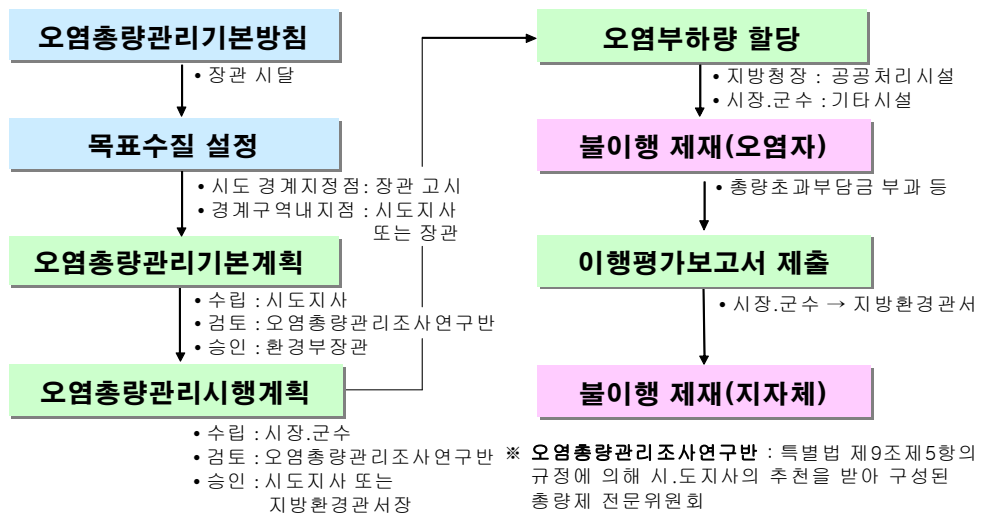 오염총량관리기본방침
• 장관 시달
목표수질 설정
• 시도 경계지정점: 장관 고시
• 경계구역내지점 : 시도지사
또는 장관
오염총량관리기본계획
• 수립 : 시도지사
• 검토: 오염총량관리조사연구반
• 승인 : 환경부장관
오염총량관리시행계획
• 수립 : 시장.군수
• 검토: 오염총량관리조사연구반
• 승인 : 시도지사 또는
지방환경관서장
오염부하량 할당
• 지방청장 : 공공처리시설
• 시장.군수 : 기타시설
불이행 제재(오염자)
• 총량초과부담금 부과 등
이행평가보고서 제출
• 시장.군수 → 지방환경관서
불이행 제재(지자체)
※ 오염총량관리조사연구반 : 특별법 제9조제5항의
규정에 의해 시.도지사의 추천을 받아 구성된
총량제 전문위원회